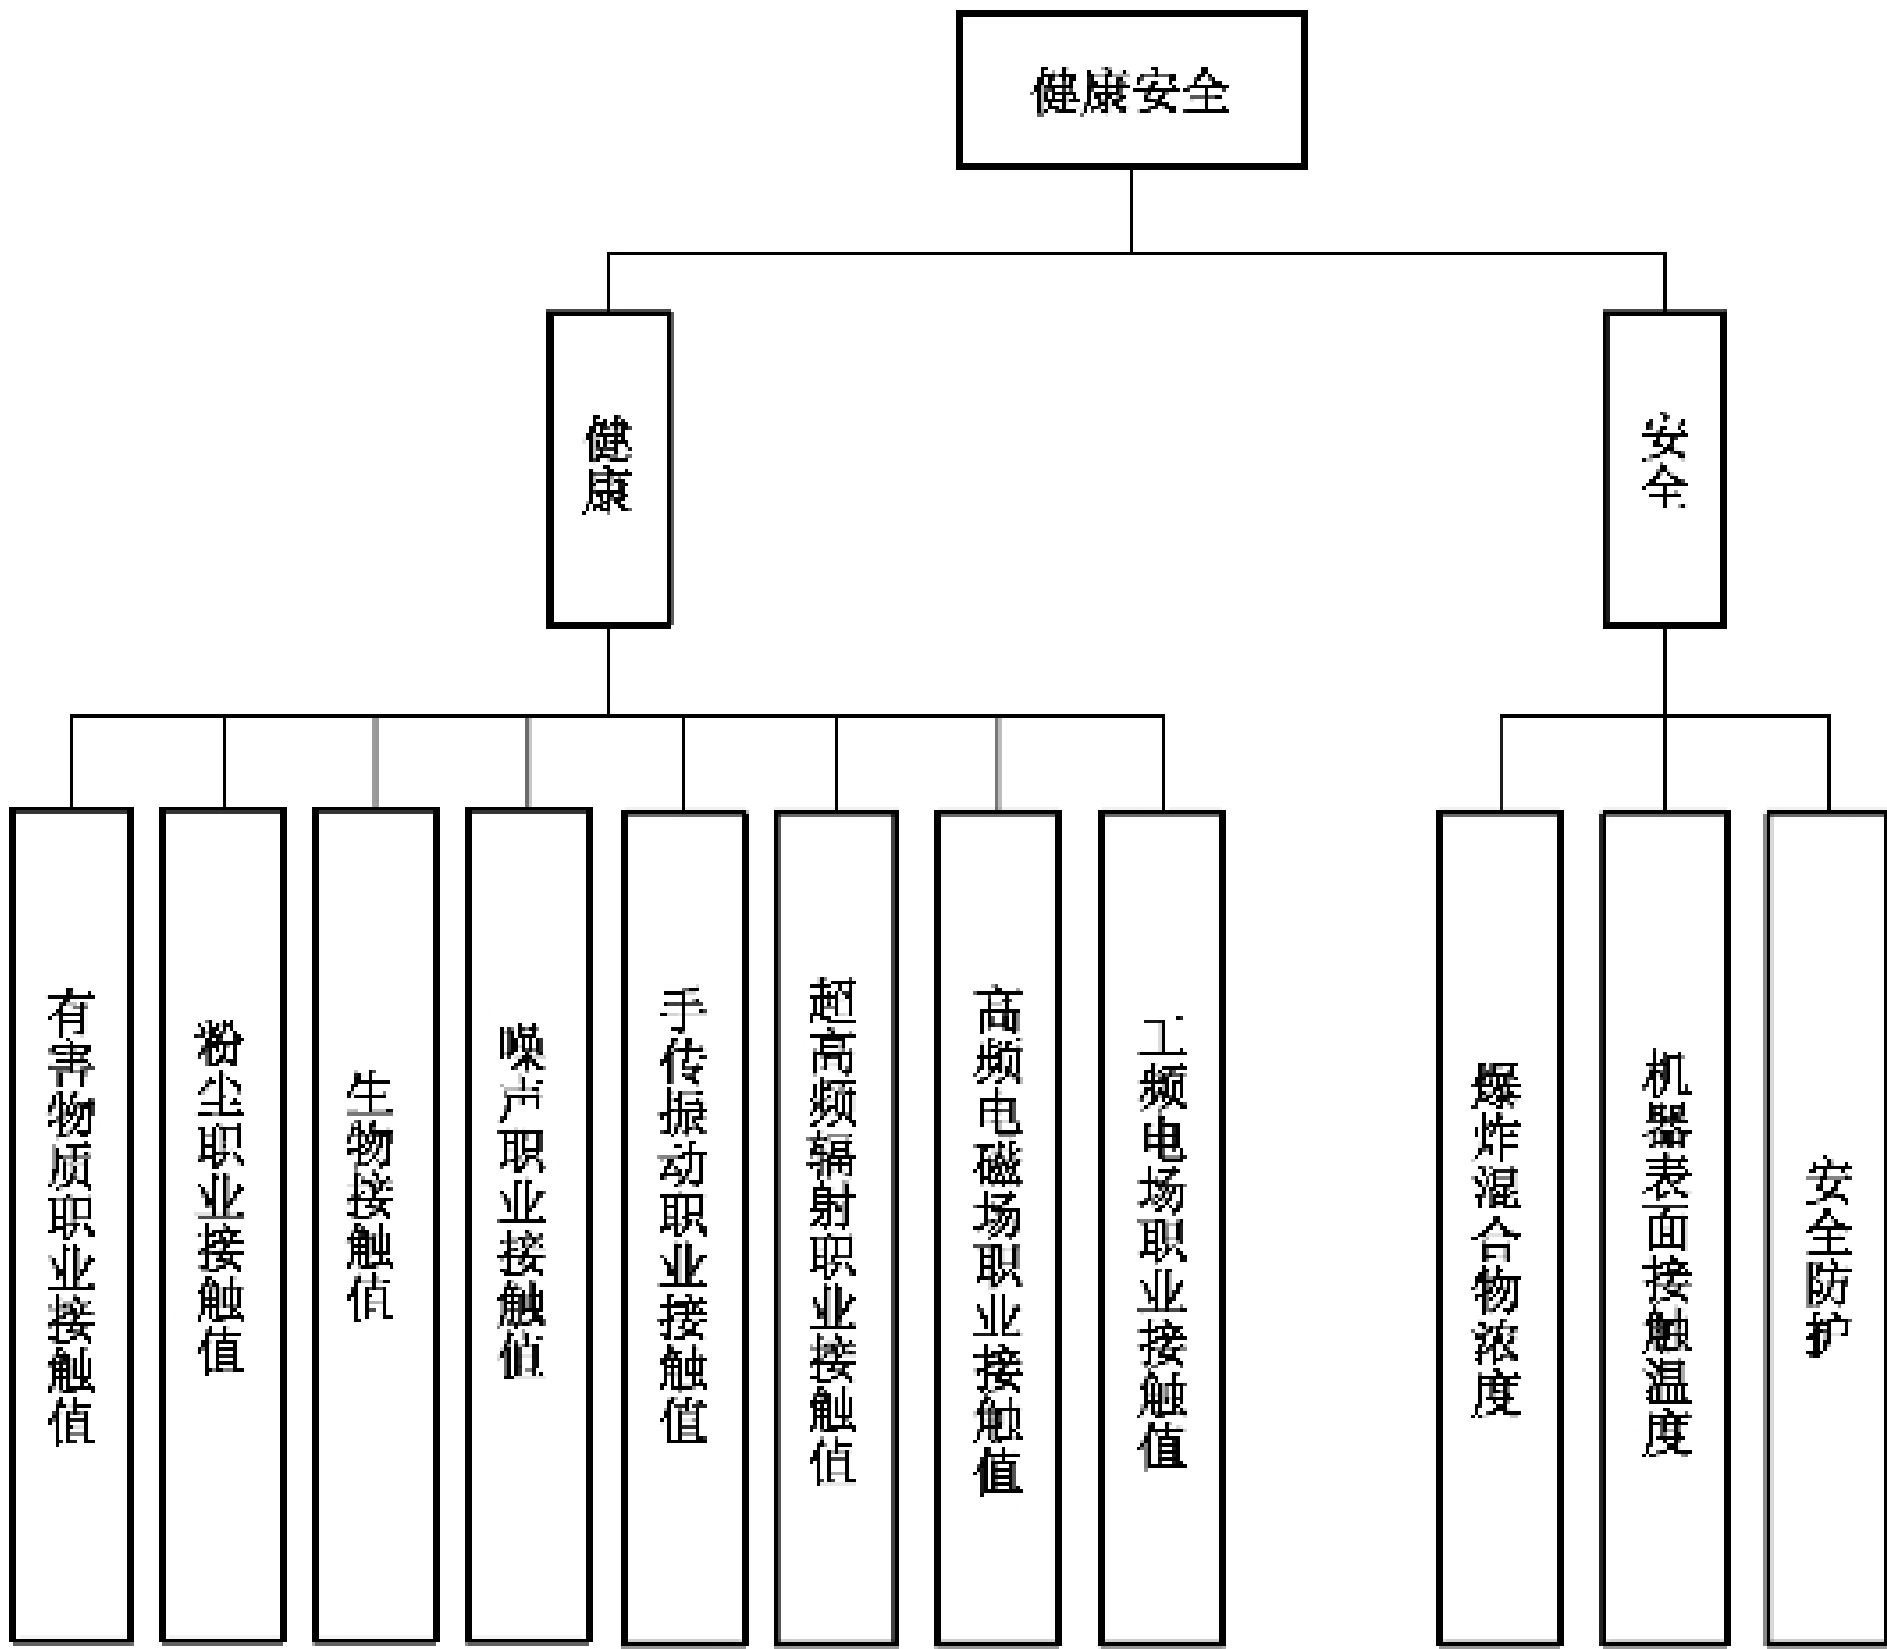 健康安全
健康
安全
有害物质职业接触值
粉尘职业接触值
生物接触值
噪声职业接触值
手传振动职业接触值
超高频辐射职业接触值
高频电磁场职业接触值
工频电场职业接触值
爆炸混合物浓度
机器表面接触温度
安全防护